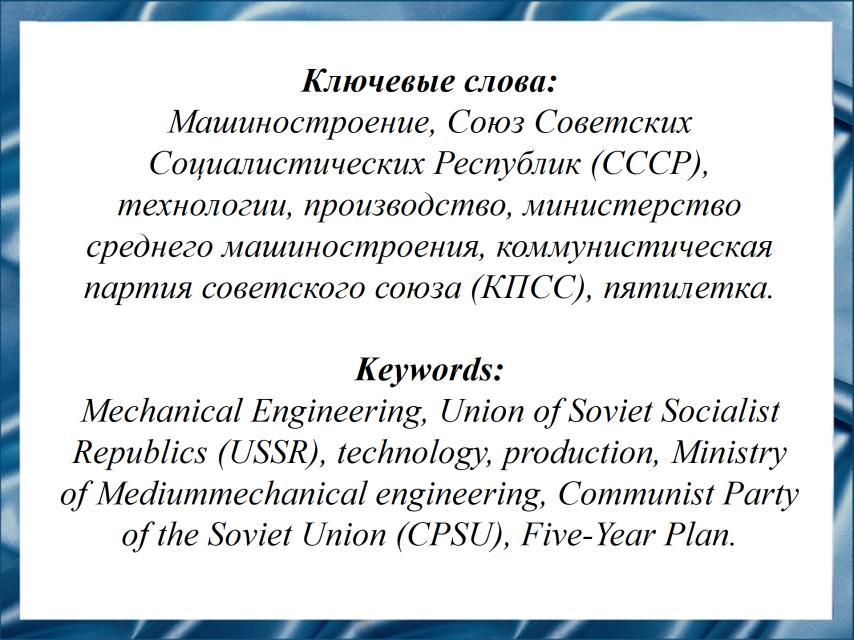 Ключевые слова:
Машиностроение, Союз Советских
Социалистических Республик (СССР),
технологии, производство, министерство
среднего машиностроения, коммунистическая
партия советского союза (КПСС), пятилетка.
Keywords:
Mechanical Engineering, Union of Soviet Socialist
Republics (USSR), technology, production, Ministry
of Mediummechanical engineering, Communist Party
of the Soviet Union (CPSU), Five-Year Plan.